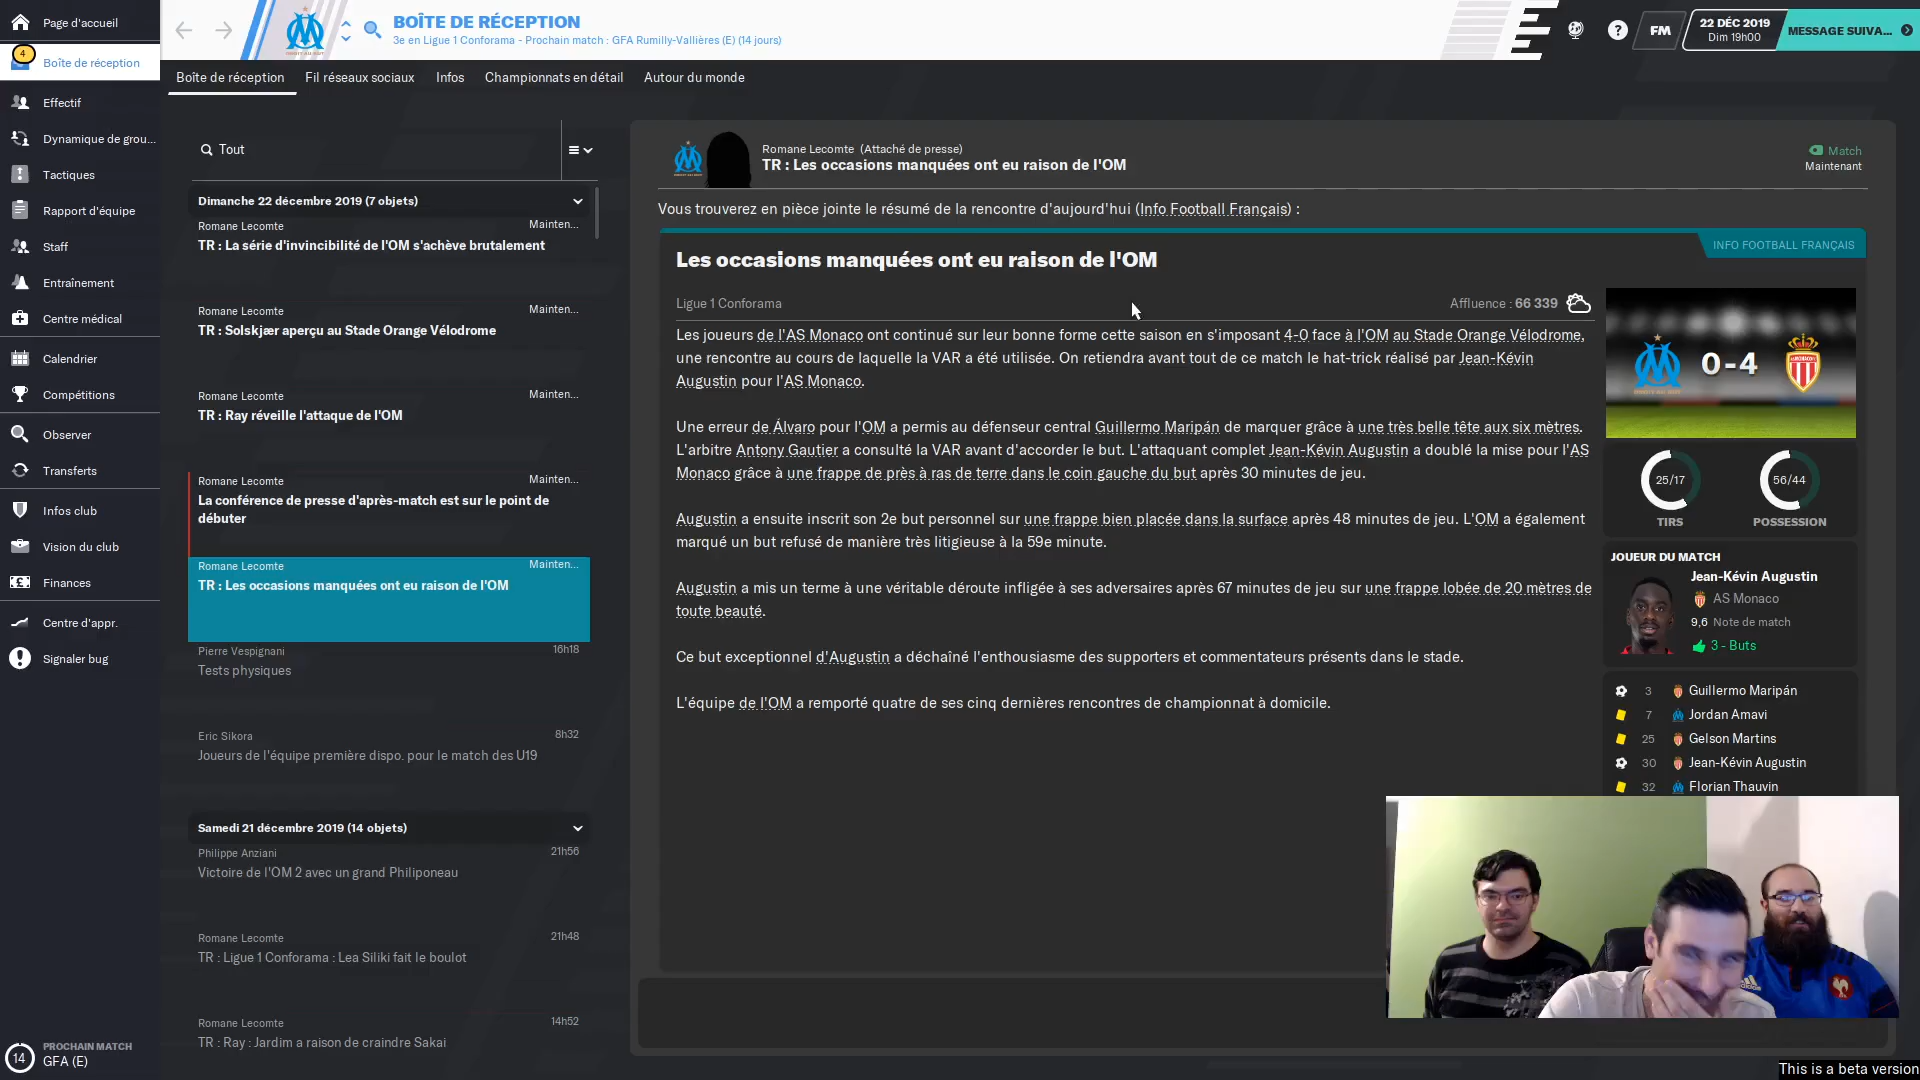 Page d'accueil
4
Boîte de réception
Effectif
Dynamique de grou...
Tactiques
Rapport d'équipe
Staff
Entraînement
Centre médical
Calendrier
Compétitions
Observer
Transferts
Infos club
Vision du club
Finances
Centre d'appr.
Signaler bug
14
PROCHAIN MATCH
GFA (E)
BOÎTE DE RÉCEPTION
3e en Ligue 1 Conforama - Prochain match : GFA Rumilly-Vallières (E) (14 jours)
?
FM
22 DÉC 2019
Dim 19h00
MESSAGE SUIVA...
Boîte de réception
Fil réseaux sociaux
Infos
Championnats en détail
Autour du monde
Tout
Dimanche 22 décembre 2019 (7 objets)
Romane Lecomte
Mainten...
TR : La série d'invincibilité de l'OM s'achève brutalement
Romane Lecomte
Mainten...
TR : Solskjær aperçu au Stade Orange Vélodrome
Romane Lecomte
Mainten...
TR : Ray réveille l'attaque de l'OM
Romane Lecomte
Mainten...
La conférence de presse d'après-match est sur le point de
débuter
Romane Lecomte
Mainten...
TR : Les occasions manquées ont eu raison de l'OM
Pierre Vespignani
16h18
Tests physiques
Eric Sikora
8h32
Joueurs de l'équipe première dispo. pour le match des U19
Samedi 21 décembre 2019 (14 objets)
Philippe Anziani
21h56
Victoire de l'OM 2 avec un grand Philiponeau
Romane Lecomte
21h48
TR : Ligue 1 Conforama : Lea Siliki fait le boulot
Romane Lecomte
14h52
TR : Ray : Jardim a raison de craindre Sakai
Romane Lecomte (Attaché de presse)
TR : Les occasions manquées ont eu raison de l'OM
Match
Maintenant
Vous trouverez en pièce jointe le résumé de la rencontre d'aujourd'hui (Info Football Français) :
INFO FOOTBALL FRANÇAIS
Les occasions manquées ont eu raison de l'OM
Ligue 1 Conforama
Affluence : 66 339
Les joueurs de l'AS Monaco ont continué sur leur bonne forme cette saison en s'imposant 4-0 face à l'OM au Stade Orange Vélodrome,
une rencontre au cours de laquelle la VAR a été utilisée. On retiendra avant tout de ce match le hat-trick réalisé par Jean-Kévin
Augustin pour l'AS Monaco.
Une erreur de Álvaro pour l'OM a permis au défenseur central Guillermo Maripán de marquer grâce à une très belle tête aux six mètres.
L'arbitre Antony Gautier a consulté la VAR avant d'accorder le but. L'attaquant complet Jean-Kévin Augustin a doublé la mise pour l'AS
Monaco grâce à une frappe de près à ras de terre dans le coin gauche du but après 30 minutes de jeu.
Augustin a ensuite inscrit son 2e but personnel sur une frappe bien placée dans la surface après 48 minutes de jeu. L'OM a également
marqué un but refusé de manière très litigieuse à la 59e minute.
Augustin a mis un terme à une véritable déroute infligée à ses adversaires après 67 minutes de jeu sur une frappe lobée de 20 mètres de
toute beauté.
Ce but exceptionnel d'Augustin a déchaîné l'enthousiasme des supporters et commentateurs présents dans le stade.
L'équipe de l'OM a remporté quatre de ses cinq dernières rencontres de championnat à domicile.
0-4
25/17
56/44
TIRS
POSSESSION
JOUEUR DU MATCH
Jean-Kévin Augustin
AS Monaco
9,6 Note de match
3 - Buts
3 Guillermo Maripán
7 Jordan Amavi
25 Gelson Martins
30 Jean-Kévin Augustin
32 Florian Thauvin
adidas
This is a beta version